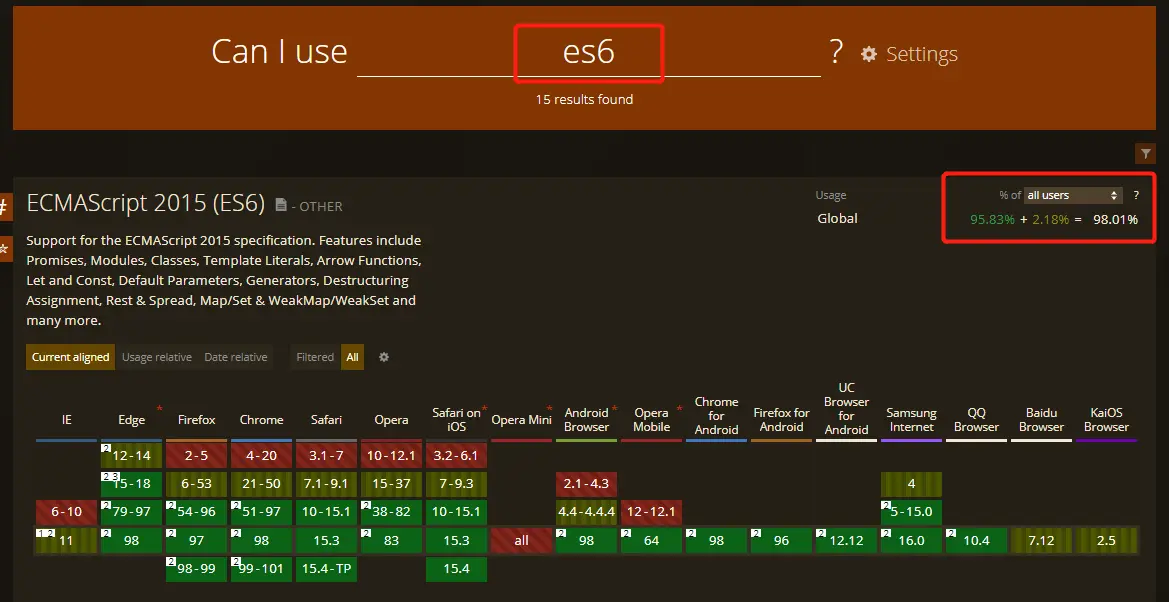 Can I use es6 ? Settings
15 results found
ECMAScript 2015 (ES6) - OTHER
Usage % of all users ?
Global 95.83% + 2.18% = 98.01%
Support for the ECMAScript 2015 specification. Features include
Promises, Modules, Classes, Template Literals, Arrow Functions,
Let and Const, Default Parameters, Generators, Destructuring
Assignment, Rest & Spread, Map/Set & WeakMap/WeakSet and
many more.
Current aligned Usage relative Date relative Filtered All
IE Edge * Firefox Chrome Safari Opera Safari on iOS * Opera Mini * Android Browser * Opera Mobile * Chrome for Android Firefox for Android UC Browser for Android Samsung Internet QQ Browser Baidu Browser KaiOS Browser
2 12-14 2-5 4-20 3.1-7 10-12.1 3.2-6.1
2 3 15-18 6-53 21-50 7.1-9.1 15-37 7-9.3 2.1-4.3 4
6-10 2 79-97 2 54-96 2 51-97 10-15.1 2 38-82 10-15.1 4.4-4.4.4 12-12.1 2 5-15.0
1 2 11 2 98 2 97 2 98 15.3 2 83 15.3 all 2 98 2 64 2 98 2 96 2 12.12 2 16.0 2 10.4 7.12 2.5
2 98-99 2 99-101 15.4-TP 15.4